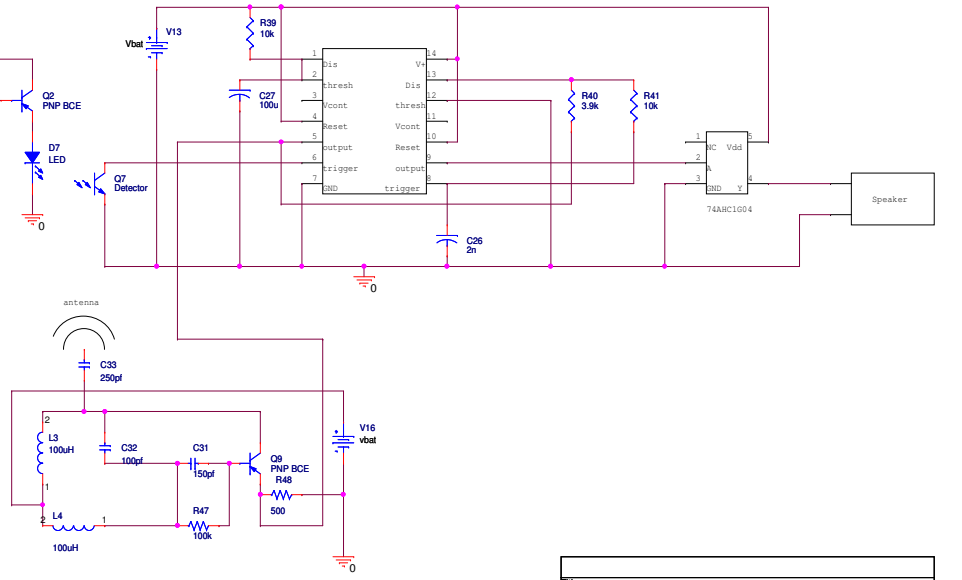 V13
Vbat
R39
10k
Q2
PNP BCE
D7
LED
Q7
Detector
C27
100u
1
Dis
2
thresh
3
Vcont
4
Reset
5
output
6
trigger
7
GND
14
V+
13
Dis
12
thresh
11
Vcont
10
Reset
9
output
8
trigger
R40
3.9k
R41
10k
1
NC
Vdd
5
2
A
3
GND
Y
4
74AHC1G04
Speaker
C26
2n
0
0
antenna
C33
250pf
2
L3
100uH
1
C32
100pf
C31
150pf
Q9
PNP BCE
R48
500
V16
vbat
2
L4
1
100uH
R47
100k
0